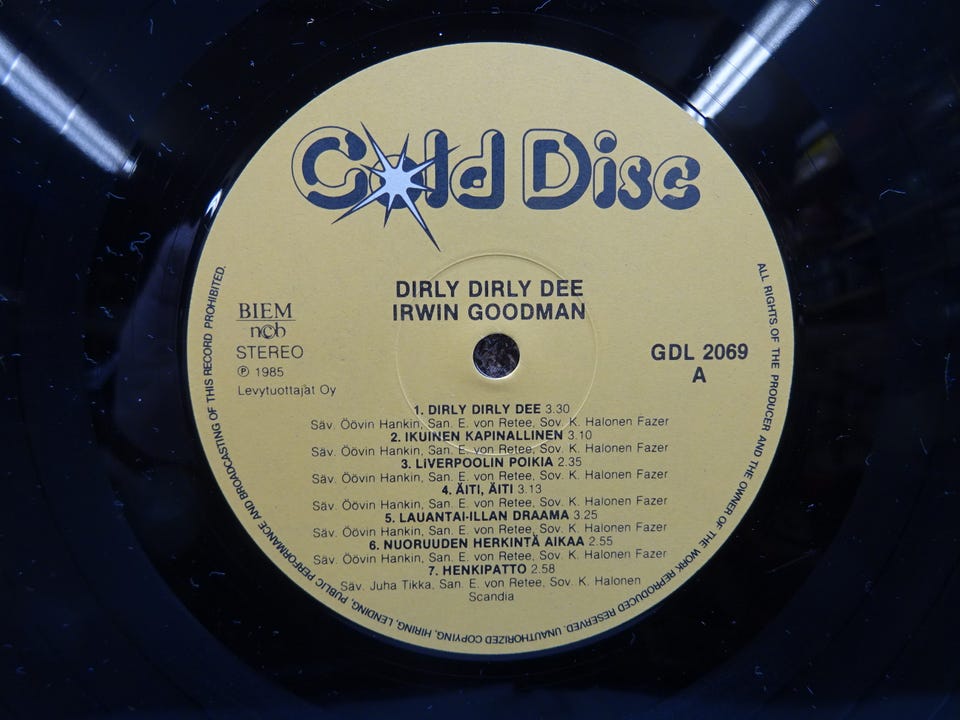 Gold Disc
DIRLY DIRLY DEE
IRWIN GOODMAN
BIEM
ncb
STEREO
Ⓟ 1985
Levytuottajat Oy
GDL 2069
A
1. DIRLY DIRLY DEE 3.30
Säv. Öövin Hankin, San. E. von Retee, Sov. K. Halonen Fazer
2. IKUINEN KAPINALLINEN 3.10
Säv. Öövin Hankin, San. E. von Retee, Sov. K. Halonen Fazer
3. LIVERPOOLIN POIKIA 2.35
Säv. Öövin Hankin, San. E. von Retee, Sov. K. Halonen Fazer
4. ÄITI, ÄITI 3.13
Säv. Öövin Hankin, San. E. von Retee, Sov. K. Halonen Fazer
5. LAUANTAI-ILLAN DRAAMA 3.25
Säv. Öövin Hankin, San. E. von Retee, Sov. K. Halonen Fazer
6. NUORUUDEN HERKINTÄ AIKAA 2.55
Säv. Öövin Hankin, San. E. von Retee, Sov. K. Halonen Fazer
7. HENKIPATTO 2.58
Säv. Juha Tikka, San. E. von Retee, Sov. K. Halonen
Scandia
ALL RIGHTS OF THE PRODUCER AND THE OWNER OF THE WORK REPRODUCED RESERVED. UNAUTHORIZED COPYING, HIRING, LENDING, PUBLIC PERFORMANCE AND BROADCASTING OF THIS RECORD PROHIBITED.